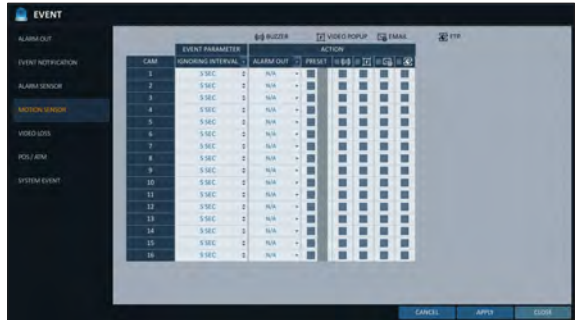 EVENT
ALARM OUT
EVENT NOTIFICATION
ALARM SENSOR
MOTION SENSOR
VIDEO LOSS
POS / ATM
SYSTEM EVENT
BUZZER VIDEO POPUP EMAIL FTP
EVENT PARAMETER ACTION
CAM IGNORING INTERVAL ALARM OUT PRESET
1 5 SEC N/A
2 5 SEC N/A
3 5 SEC N/A
4 5 SEC N/A
5 5 SEC N/A
6 5 SEC N/A
7 5 SEC N/A
8 5 SEC N/A
9 5 SEC N/A
10 5 SEC N/A
11 5 SEC N/A
12 5 SEC N/A
13 5 SEC N/A
14 5 SEC N/A
15 5 SEC N/A
16 5 SEC N/A
CANCEL APPLY CLOSE